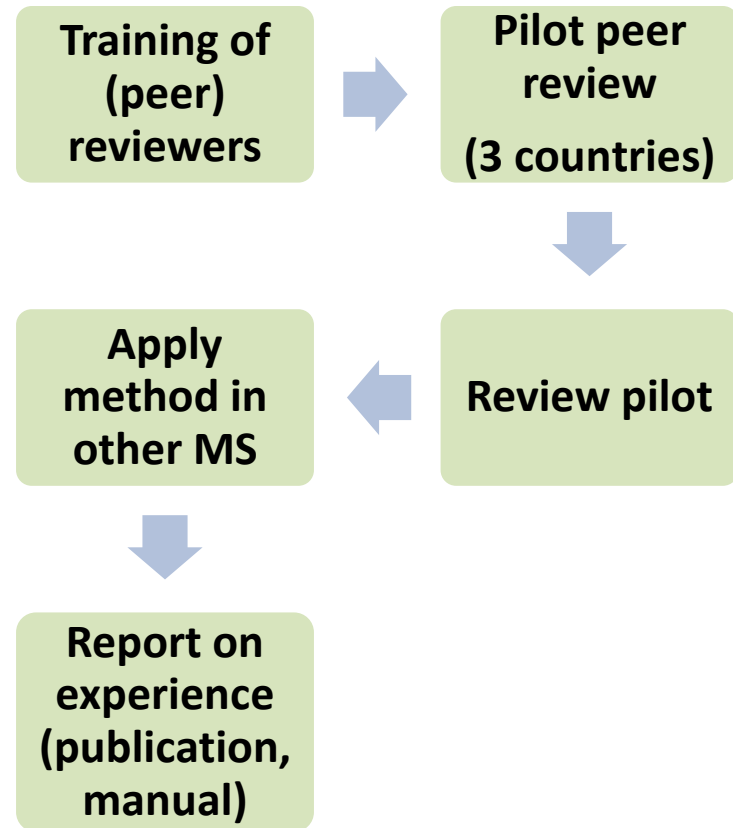 Training of
(peer)
reviewers
Pilot peer
review
(3 countries)
Review pilot
Apply
method in
other MS
Report on
experience
(publication,
manual)